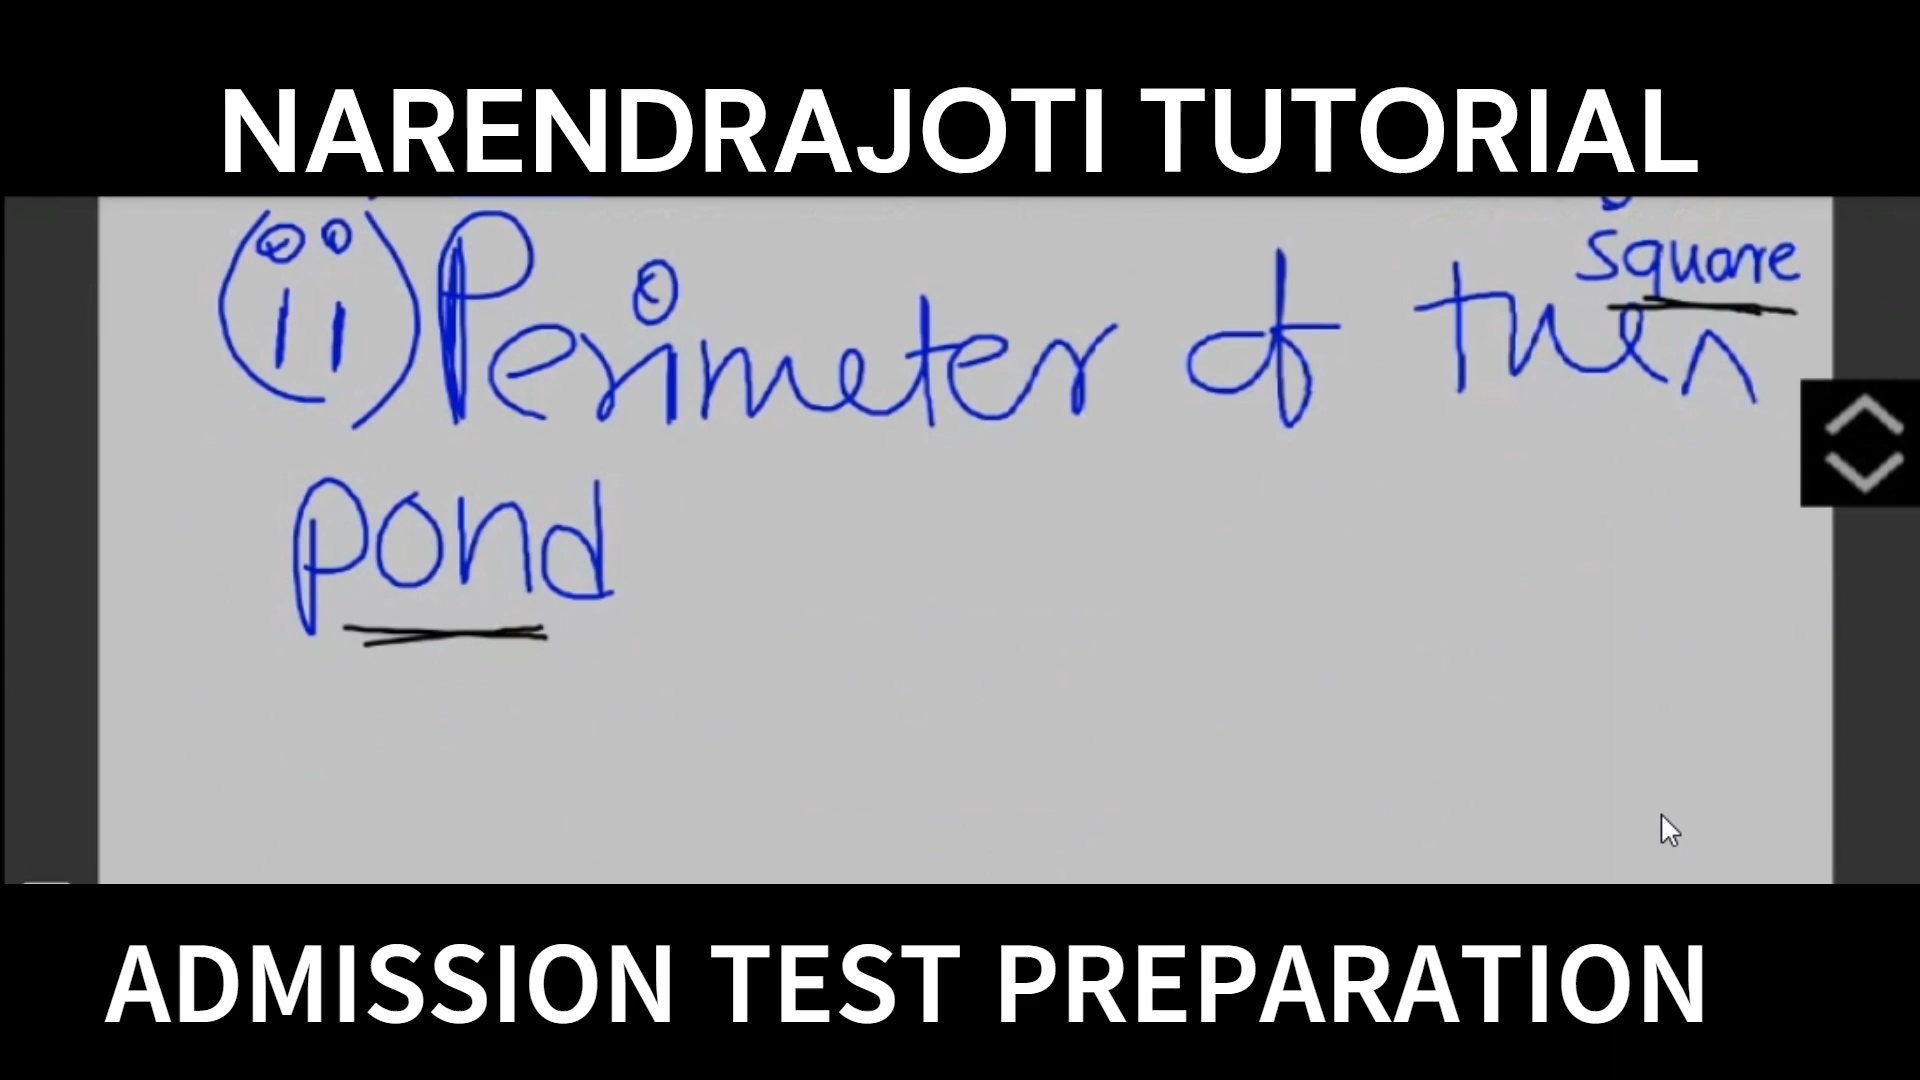 NARENDRAJOTI TUTORIAL
(ii) Perimeter of the ^ square
pond
ADMISSION TEST PREPARATION